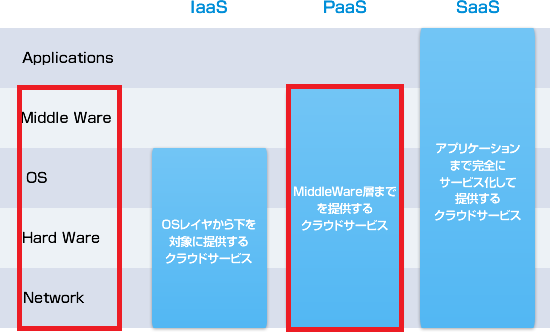 IaaS
PaaS
SaaS
Applications
Middle Ware
OS
Hard Ware
Network
OSレイヤから下を
対象に提供する
クラウドサービス
MiddleWare層まで
を提供する
クラウドサービス
アプリケーション
まで完全に
サービス化して
提供する
クラウドサービス